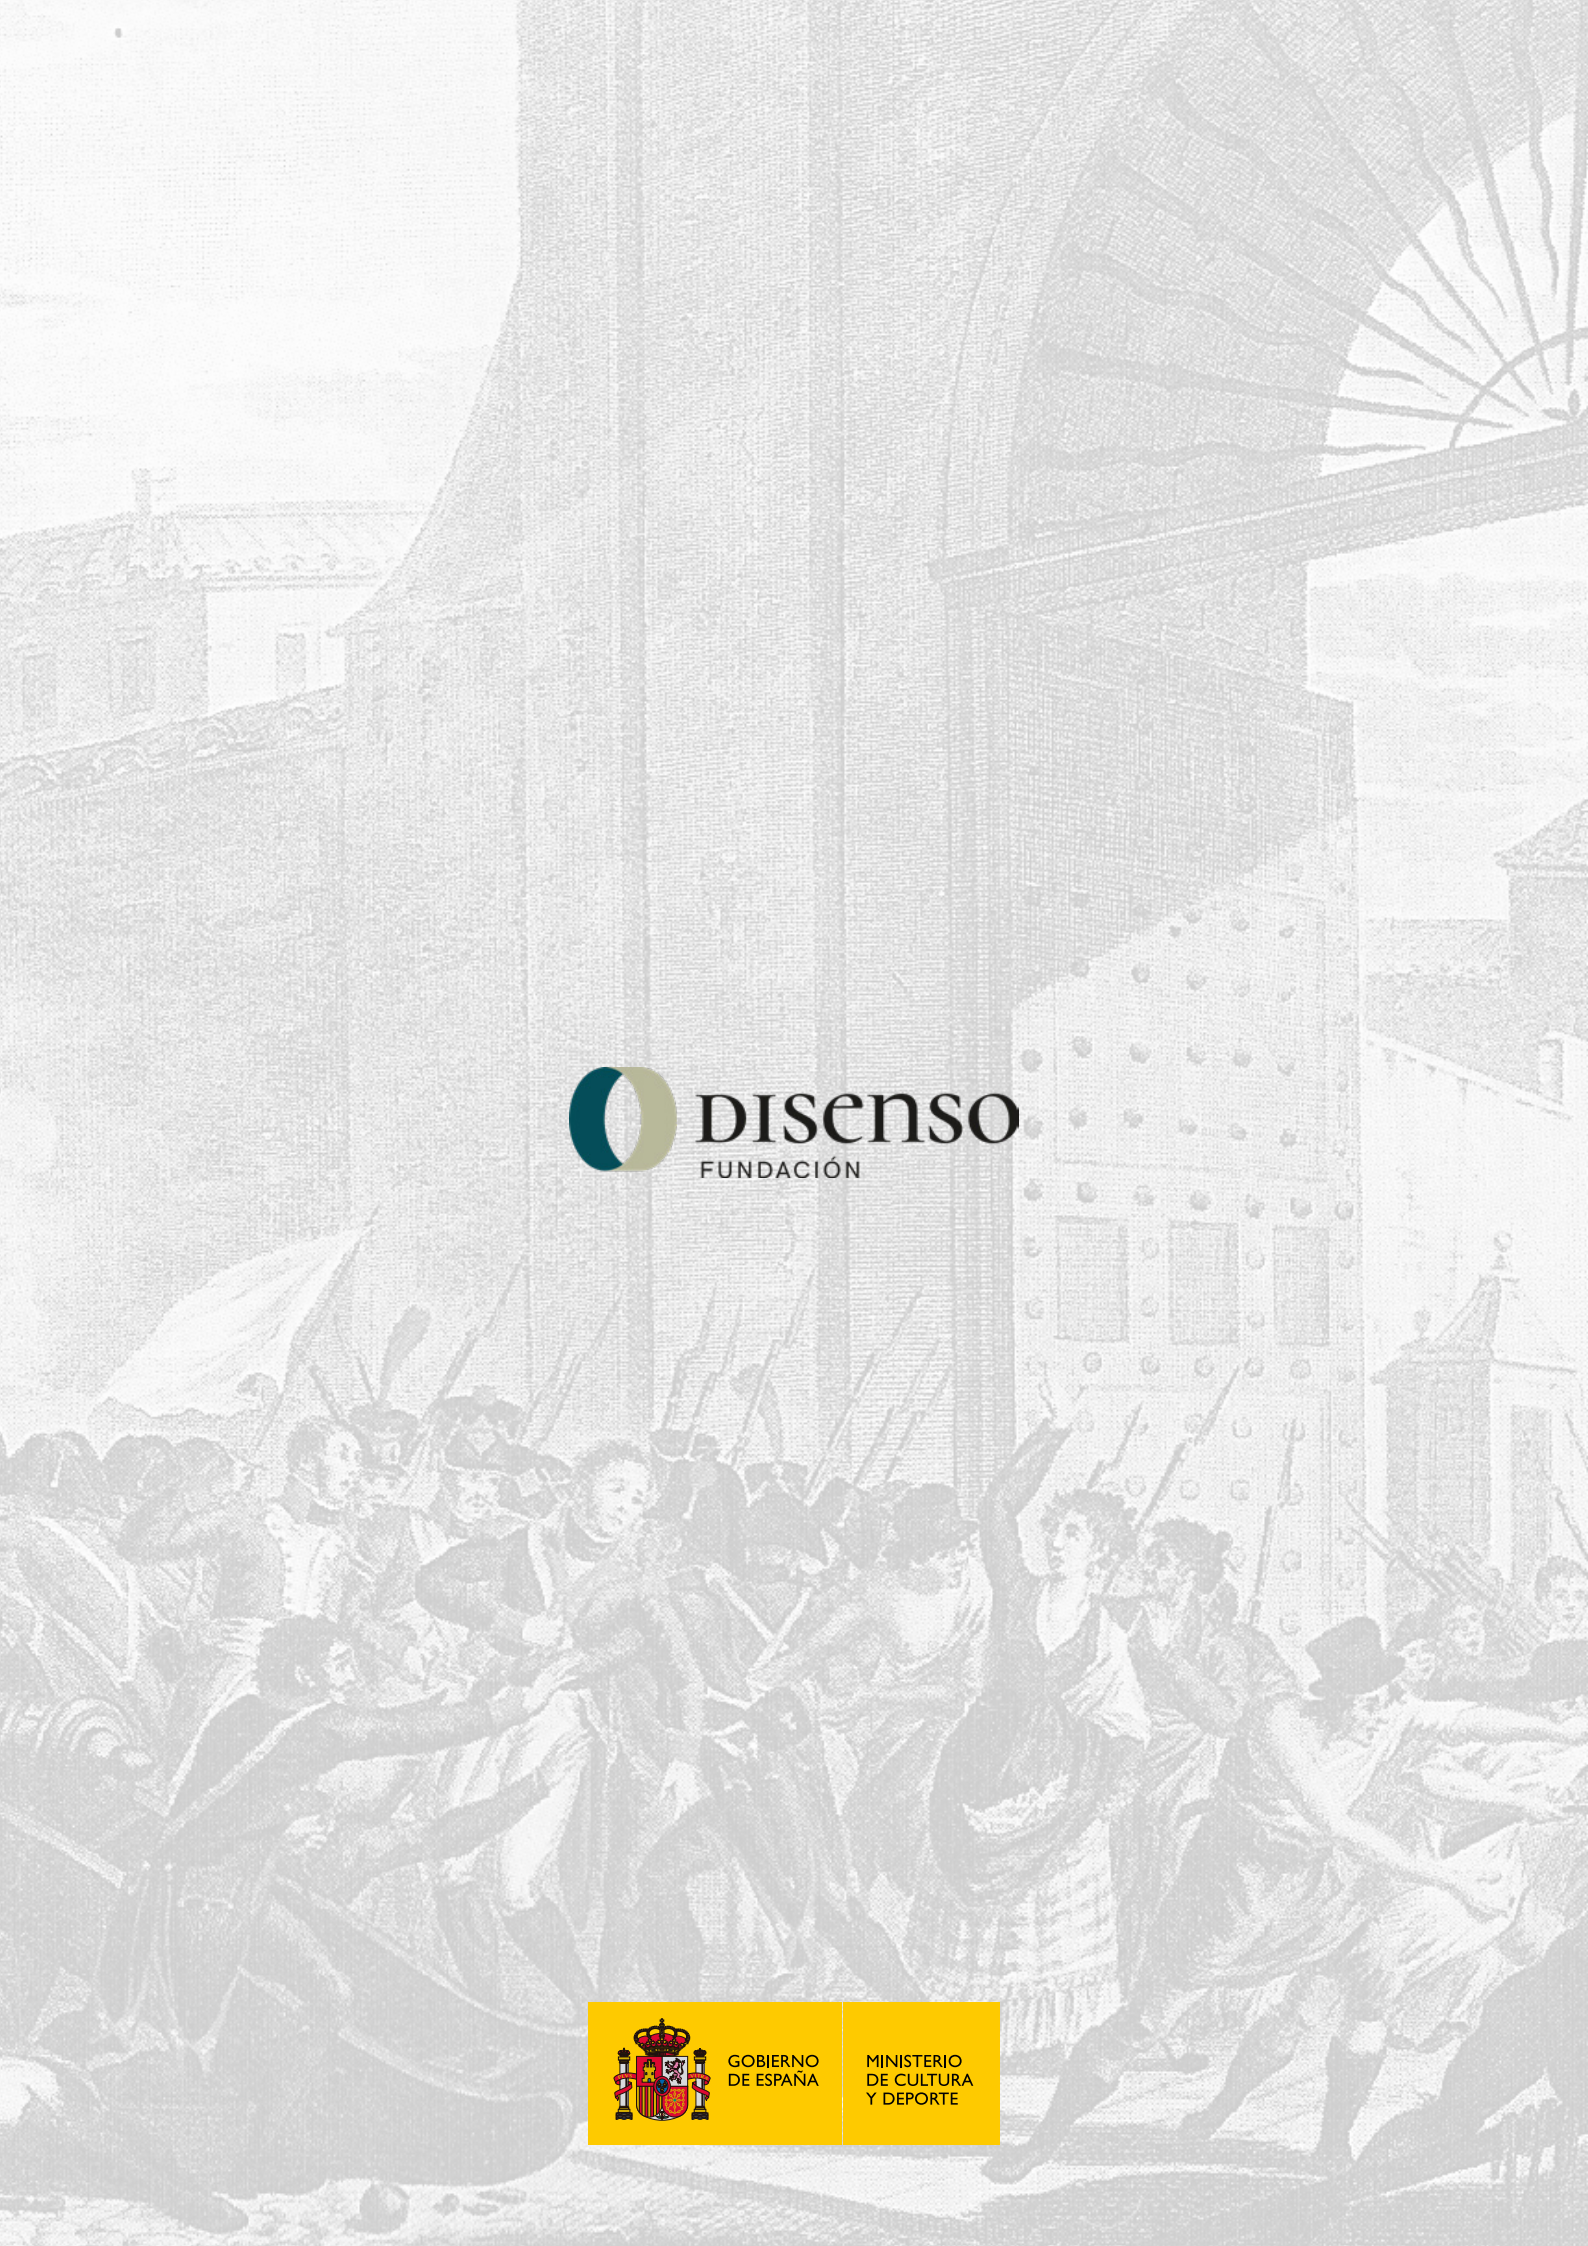 DISENSO
FUNDACIÓN
GOBIERNO
DE ESPAÑA
MINISTERIO
DE CULTURA
Y DEPORTE